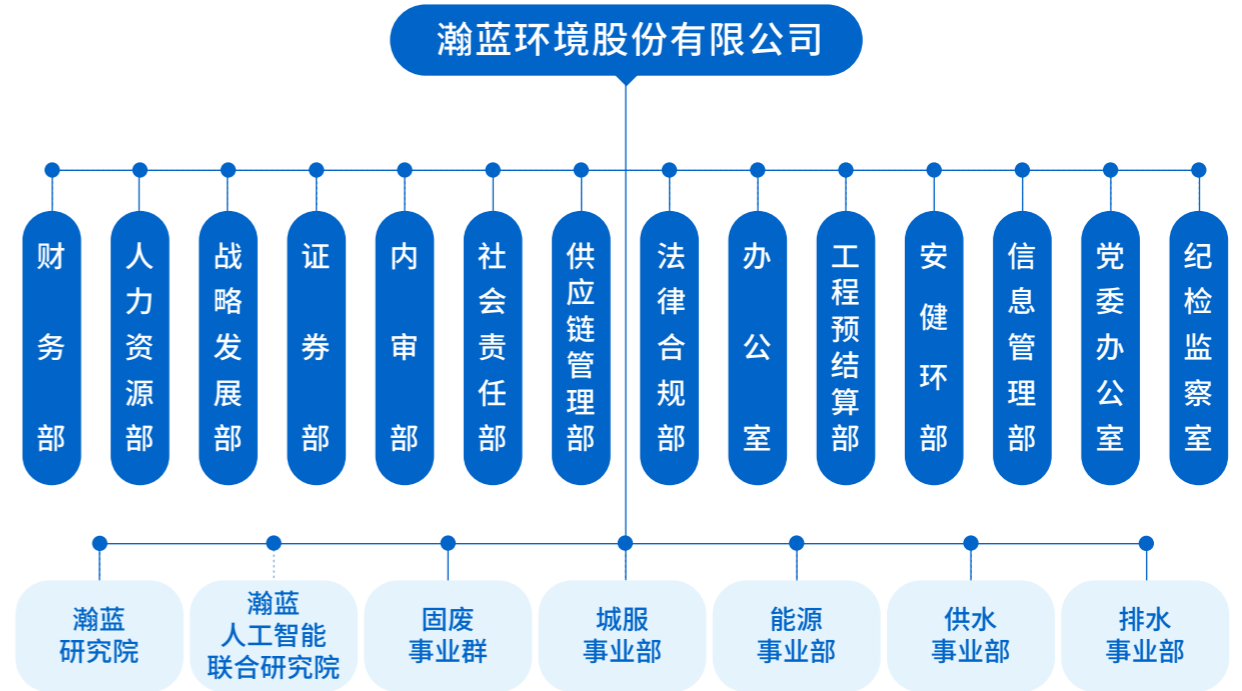 瀚蓝环境股份有限公司
财务部
人力资源部
战略发展部
证券部
内审部
社会责任部
供应链管理部
法律合规部
办公室
工程预结算部
安健环部
信息管理部
党委办公室
纪检监察室
瀚蓝
研究院
瀚蓝
人工智能
联合研究院
固废
事业群
城服
事业部
能源
事业部
供水
事业部
排水
事业部